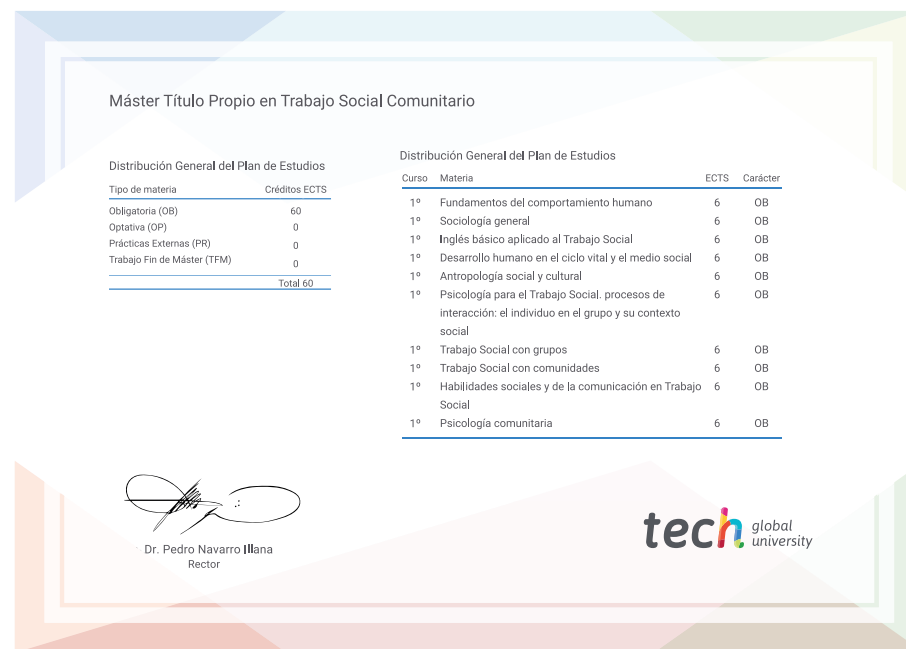 Máster Título Propio en Trabajo Social Comunitario
Distribución General del Plan de Estudios
Tipo de materia Créditos ECTS
Obligatoria (OB) 60
Optativa (OP) 0
Prácticas Externas (PR) 0
Trabajo Fin de Máster (TFM) 0
Total 60
Distribución General del Plan de Estudios
Curso Materia ECTS Carácter
1º Fundamentos del comportamiento humano 6 OB
1º Sociología general 6 OB
1º Inglés básico aplicado al Trabajo Social 6 OB
1º Desarrollo humano en el ciclo vital y el medio social 6 OB
1º Antropología social y cultural 6 OB
1º Psicología para el Trabajo Social. procesos de 6 OB
interacción: el individuo en el grupo y su contexto
social
1º Trabajo Social con grupos 6 OB
1º Trabajo Social con comunidades 6 OB
1º Habilidades sociales y de la comunicación en Trabajo 6 OB
Social
1º Psicología comunitaria 6 OB
Dr. Pedro Navarro Illana
Rector
tech global
university